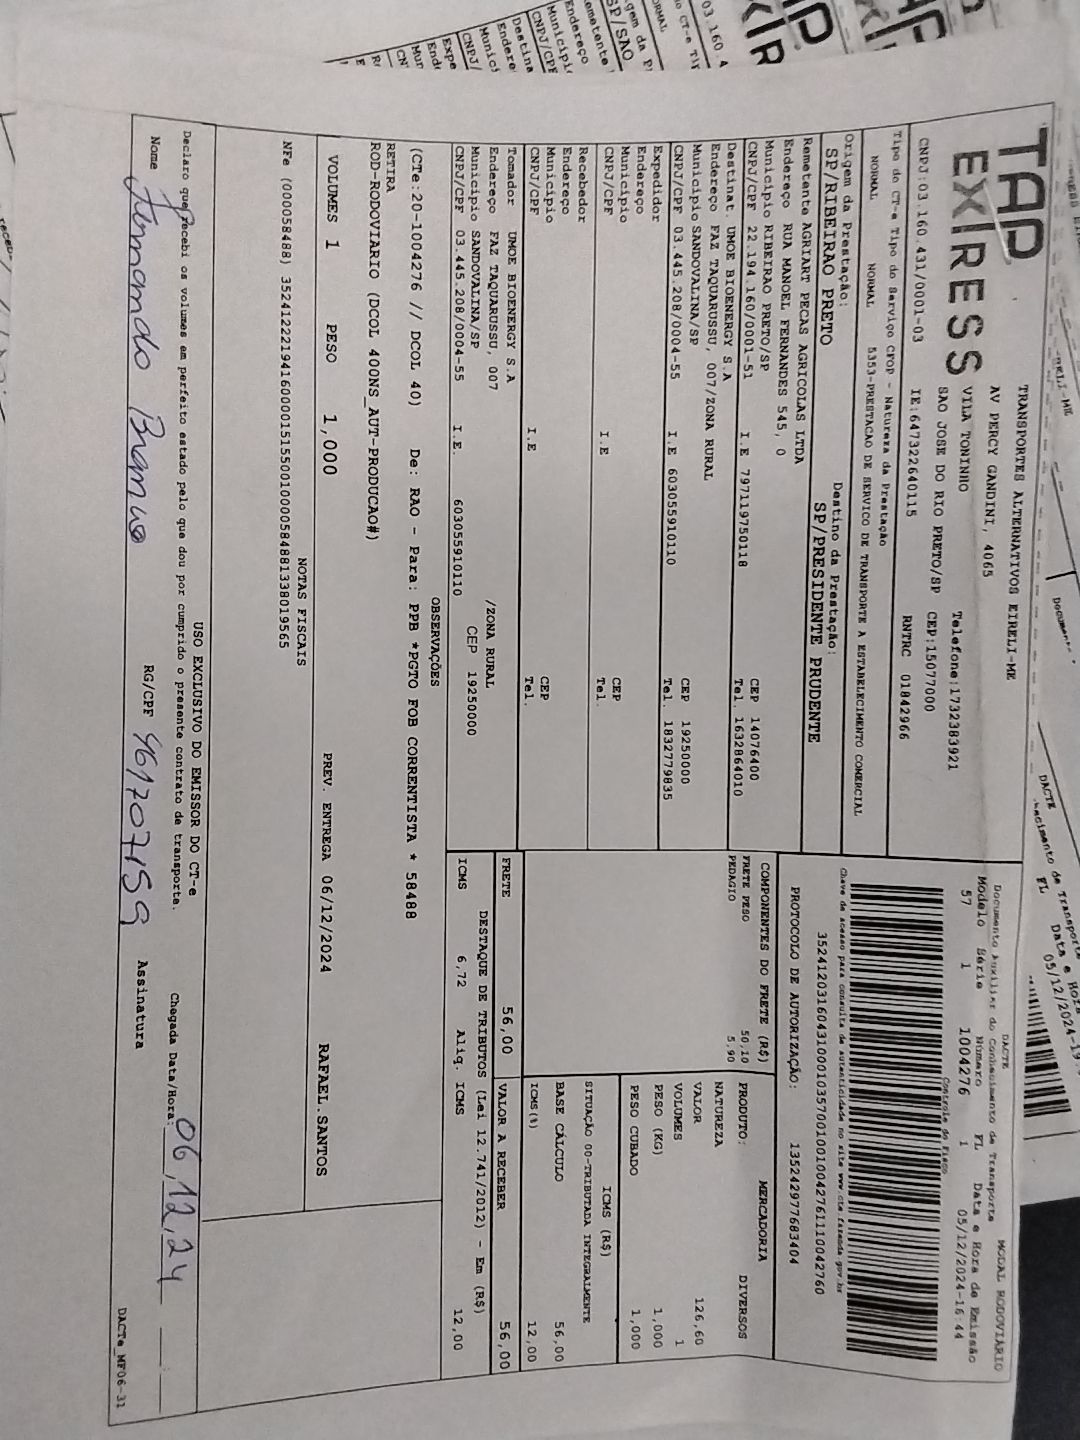 TAP
EX/RESS
TRANSPORTES ALTERNATIVOS EIRELI-ME
AV PERCY GANDINI, 4065
VILA TONINHO Telefone:1732383921
SAO JOSE DO RIO PRETO/SP CEP:15077000
CNPJ:03.160.431/0001-03 IE:647322640115 RNTRC 01842966
DACTE MODAL RODOVIÁRIO
Documento Auxiliar do Conhecimento de Transporte
Modelo Série Número FL Data e Hora de Emissão
57 1 1004276 1 05/12/2024-16:44
Controle do Fisco
Chave de acesso para consulta de autenticidade no site www.cte.fazenda.gov.br
35241203160431000103570010010042761110042760
PROTOCOLO DE AUTORIZAÇÃO: 135242977683404
Tipo do CT-e Tipo do Serviço CFOP - Natureza da Prestação
NORMAL NORMAL 5353-PRESTACAO DE SERVICO DE TRANSPORTE A ESTABELECIMENTO COMERCIAL
Origem da Prestação: Destino da Prestação:
SP/RIBEIRAO PRETO SP/PRESIDENTE PRUDENTE
Remetente AGRIART PECAS AGRICOLAS LTDA
Endereço RUA MANOEL FERNANDES 545, 0
Município RIBEIRAO PRETO/SP CEP 14076400
CNPJ/CPF 22.194.160/0001-51 I.E 797119750118 Tel. 1632864010
Destinat. UMOE BIOENERGY S.A
Endereço FAZ TAQUARUSSU, 007/ZONA RURAL
Município SANDOVALINA/SP CEP 19250000
CNPJ/CPF 03.445.208/0004-55 I.E 603055910110 Tel. 1832779835
Expedidor
Endereço
Município CEP
CNPJ/CPF I.E Tel.
Recebedor
Endereço
Município CEP
CNPJ/CPF I.E Tel.
Tomador UMOE BIOENERGY S.A
Endereço FAZ TAQUARUSSU, 007 /ZONA RURAL
Município SANDOVALINA/SP CEP 19250000
CNPJ/CPF 03.445.208/0004-55 I.E. 603055910110
COMPONENTES DO FRETE (R$)
FRETE PESO 50,10
PEDAGIO 5,90
MERCADORIA
PRODUTO: DIVERSOS
NATUREZA
VALOR 126,60
VOLUMES 1
PESO (KG) 1,000
PESO CUBADO 1,000
ICMS (R$)
SITUAÇÃO 00-TRIBUTADA INTEGRALMENTE
BASE CÁLCULO 56,00
ICMS(%) 12,00
FRETE 56,00 VALOR A RECEBER 56,00
DESTAQUE DE TRIBUTOS (Lei 12.741/2012) - Em (R$)
ICMS 6,72 Aliq. ICMS 12,00
OBSERVAÇÕES
(CTe:20-1004276 // DCOL 40) De: RAO - Para: PPB *PGTO FOB CORRENTISTA * 58488
RETIRA
ROD-RODOVIARIO (DCOL 400NS AUT-PRODUCAO#)
VOLUMES 1 PESO 1,000 PREV. ENTREGA 06/12/2024 RAFAEL.SANTOS
NOTAS FISCAIS
NFe (000058488) 35241222194160000151550010000584881338019565
USO EXCLUSIVO DO EMISSOR DO CT-e
Declaro que recebi os volumes em perfeito estado pelo que dou por cumprido o presente contrato de transporte. Chegada Data/Hora: 06,12,24
Nome RG/CPF 461707159 Assinatura
DACTe_MF06-31